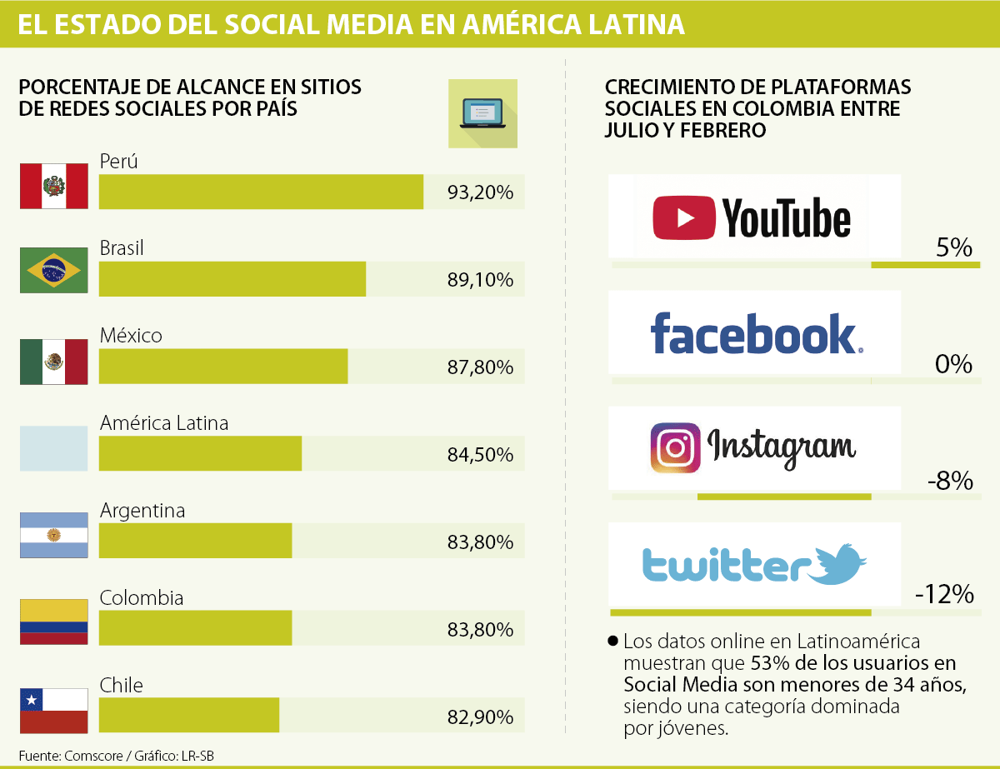 EL ESTADO DEL SOCIAL MEDIA EN AMÉRICA LATINA
PORCENTAJE DE ALCANCE EN SITIOS
DE REDES SOCIALES POR PAÍS
Perú
93,20%
Brasil
89,10%
México
87,80%
América Latina
84,50%
Argentina
83,80%
Colombia
83,80%
Chile
82,90%
Fuente: Comscore / Gráfico: LR-SB
CRECIMIENTO DE PLATAFORMAS
SOCIALES EN COLOMBIA ENTRE
JULIO Y FEBRERO
YouTube
5%
facebook
0%
Instagram
-8%
twitter
-12%
● Los datos online en Latinoamérica
muestran que 53% de los usuarios en
Social Media son menores de 34 años,
siendo una categoría dominada
por jóvenes.